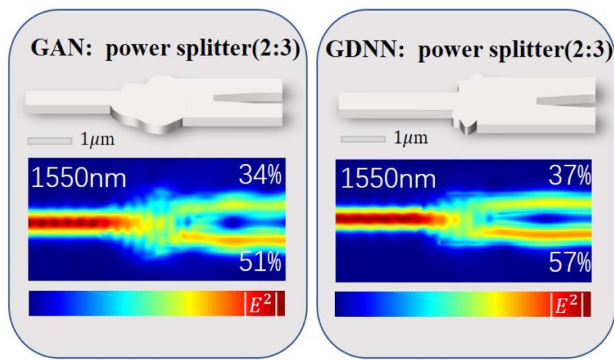 GAN: power splitter(2:3)
1μm
1550nm
34%
51%
|E²|
GDNN: power splitter(2:3)
1μm
1550nm
37%
57%
|E²|